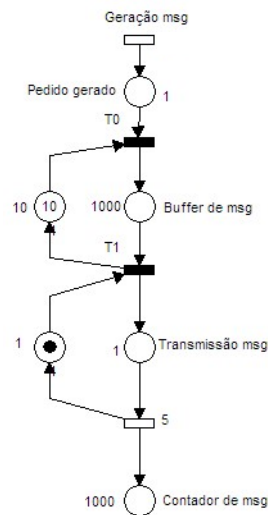 Geração msg
Pedido gerado
1
T0
10
10
1000
Buffer de msg
T1
1
1
Transmissão msg
5
1000
Contador de msg